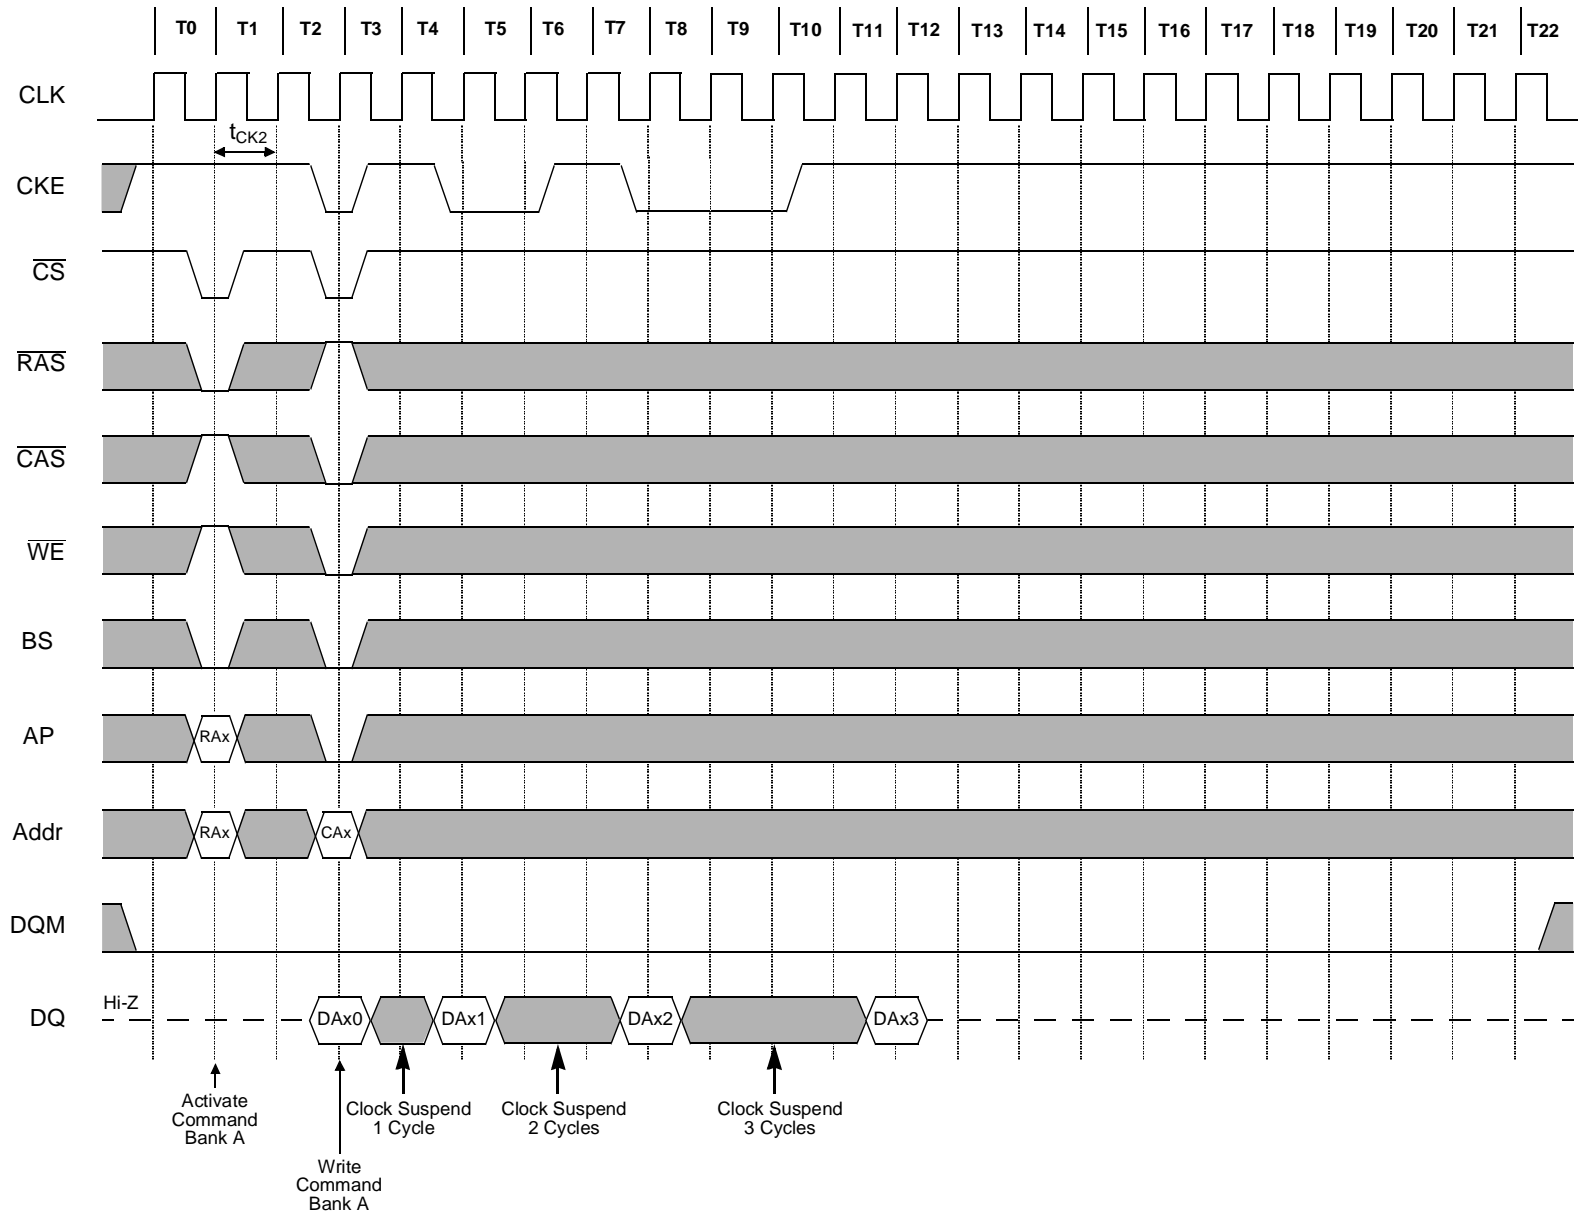 T0 T1 T2 T3 T4 T5 T6 T7 T8 T9 T10 T11 T12 T13 T14 T15 T16 T17 T18 T19 T20 T21 T22
CLK
tCK2
CKE
CS
RAS
CAS
WE
BS
AP RAx
Addr RAx CAx
DQM
DQ Hi-Z DAx0 DAx1 DAx2 DAx3
Activate
Command
Bank A
Write
Command
Bank A
Clock Suspend
1 Cycle
Clock Suspend
2 Cycles
Clock Suspend
3 Cycles